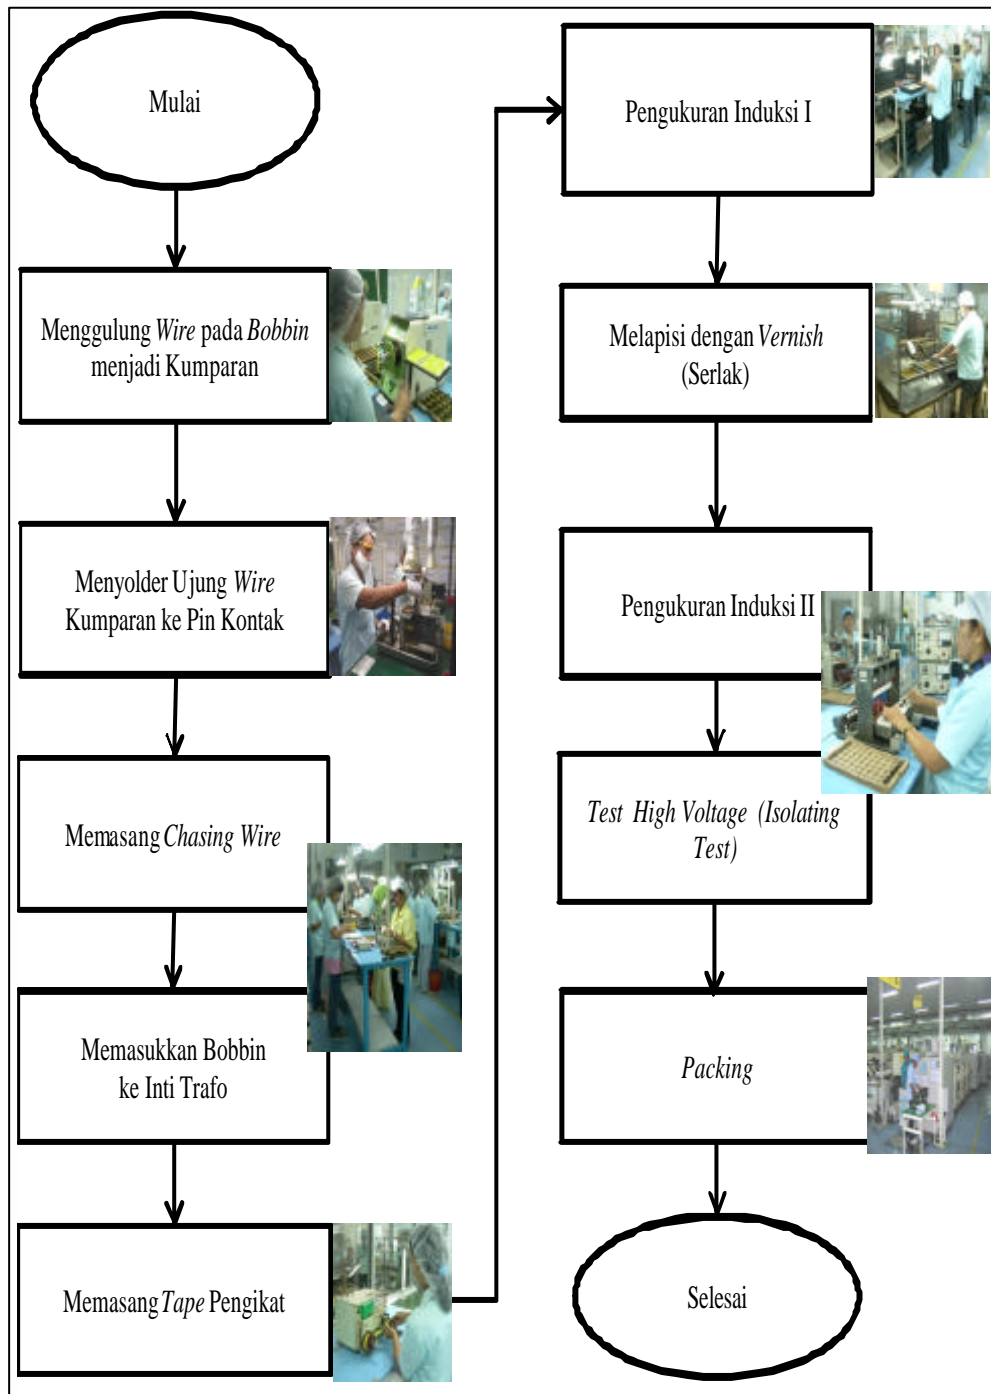 Mulai
Menggulung Wire pada Bobbin
menjadi Kumparan
Menyolder Ujung Wire
Kumparan ke Pin Kontak
Memasang Chasing Wire
Memasukkan Bobbin
ke Inti Trafo
Memasang Tape Pengikat
Pengukuran Induksi I
Melapisi dengan Vernish
(Serlak)
Pengukuran Induksi II
Test High Voltage (Isolating
Test)
Packing
Selesai